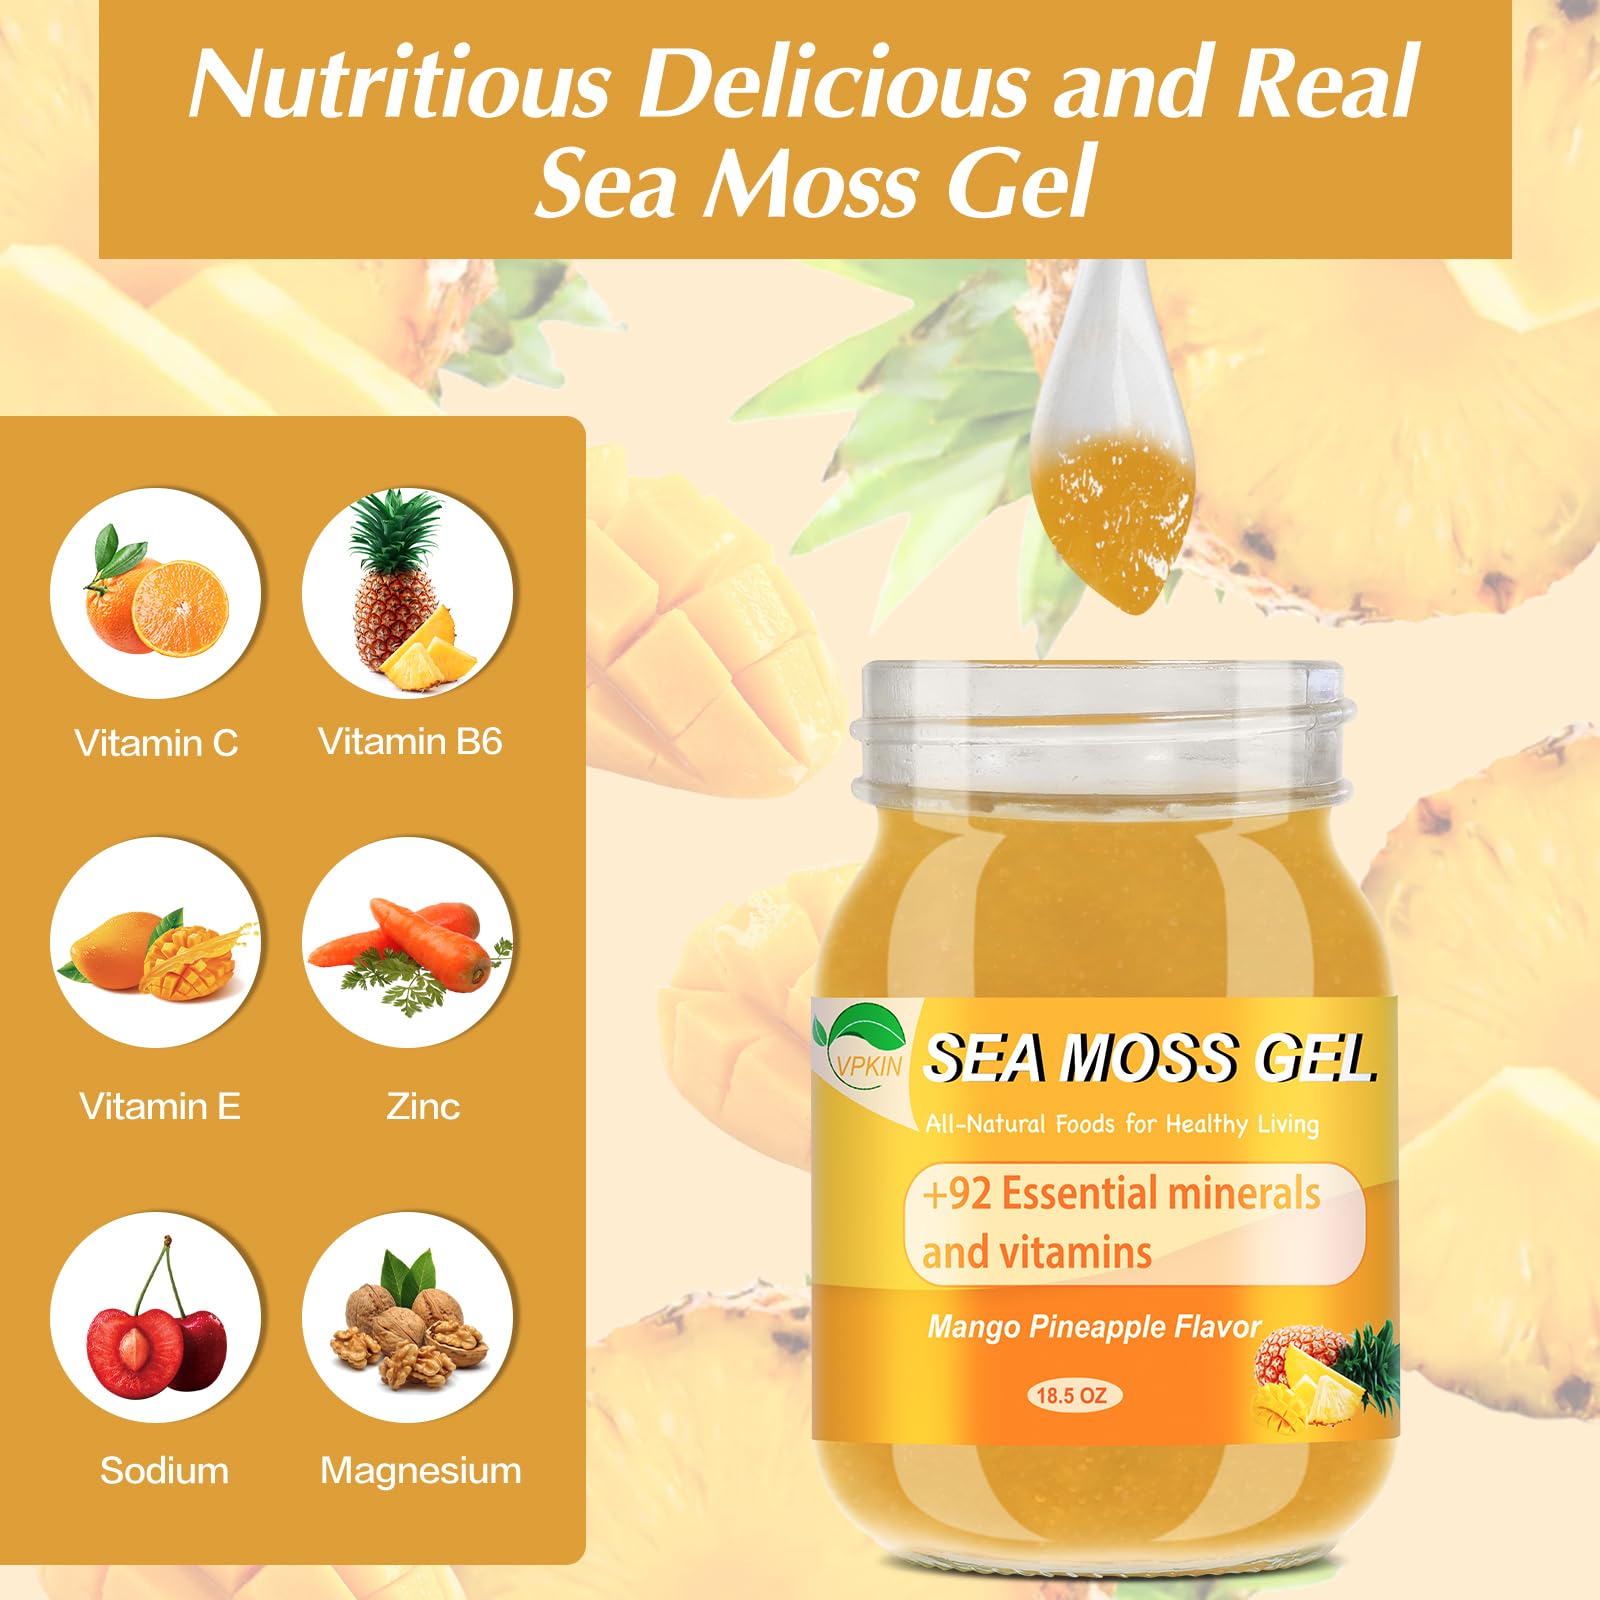 Nutritious Delicious and Real
Sea Moss Gel
Vitamin C
Vitamin B6
Vitamin E
Zinc
Sodium
Magnesium
VPKIN
SEA MOSS GEL
All-Natural Foods for Healthy Living
+92 Essential minerals
and vitamins
Mango Pineapple Flavor
18.5 OZ